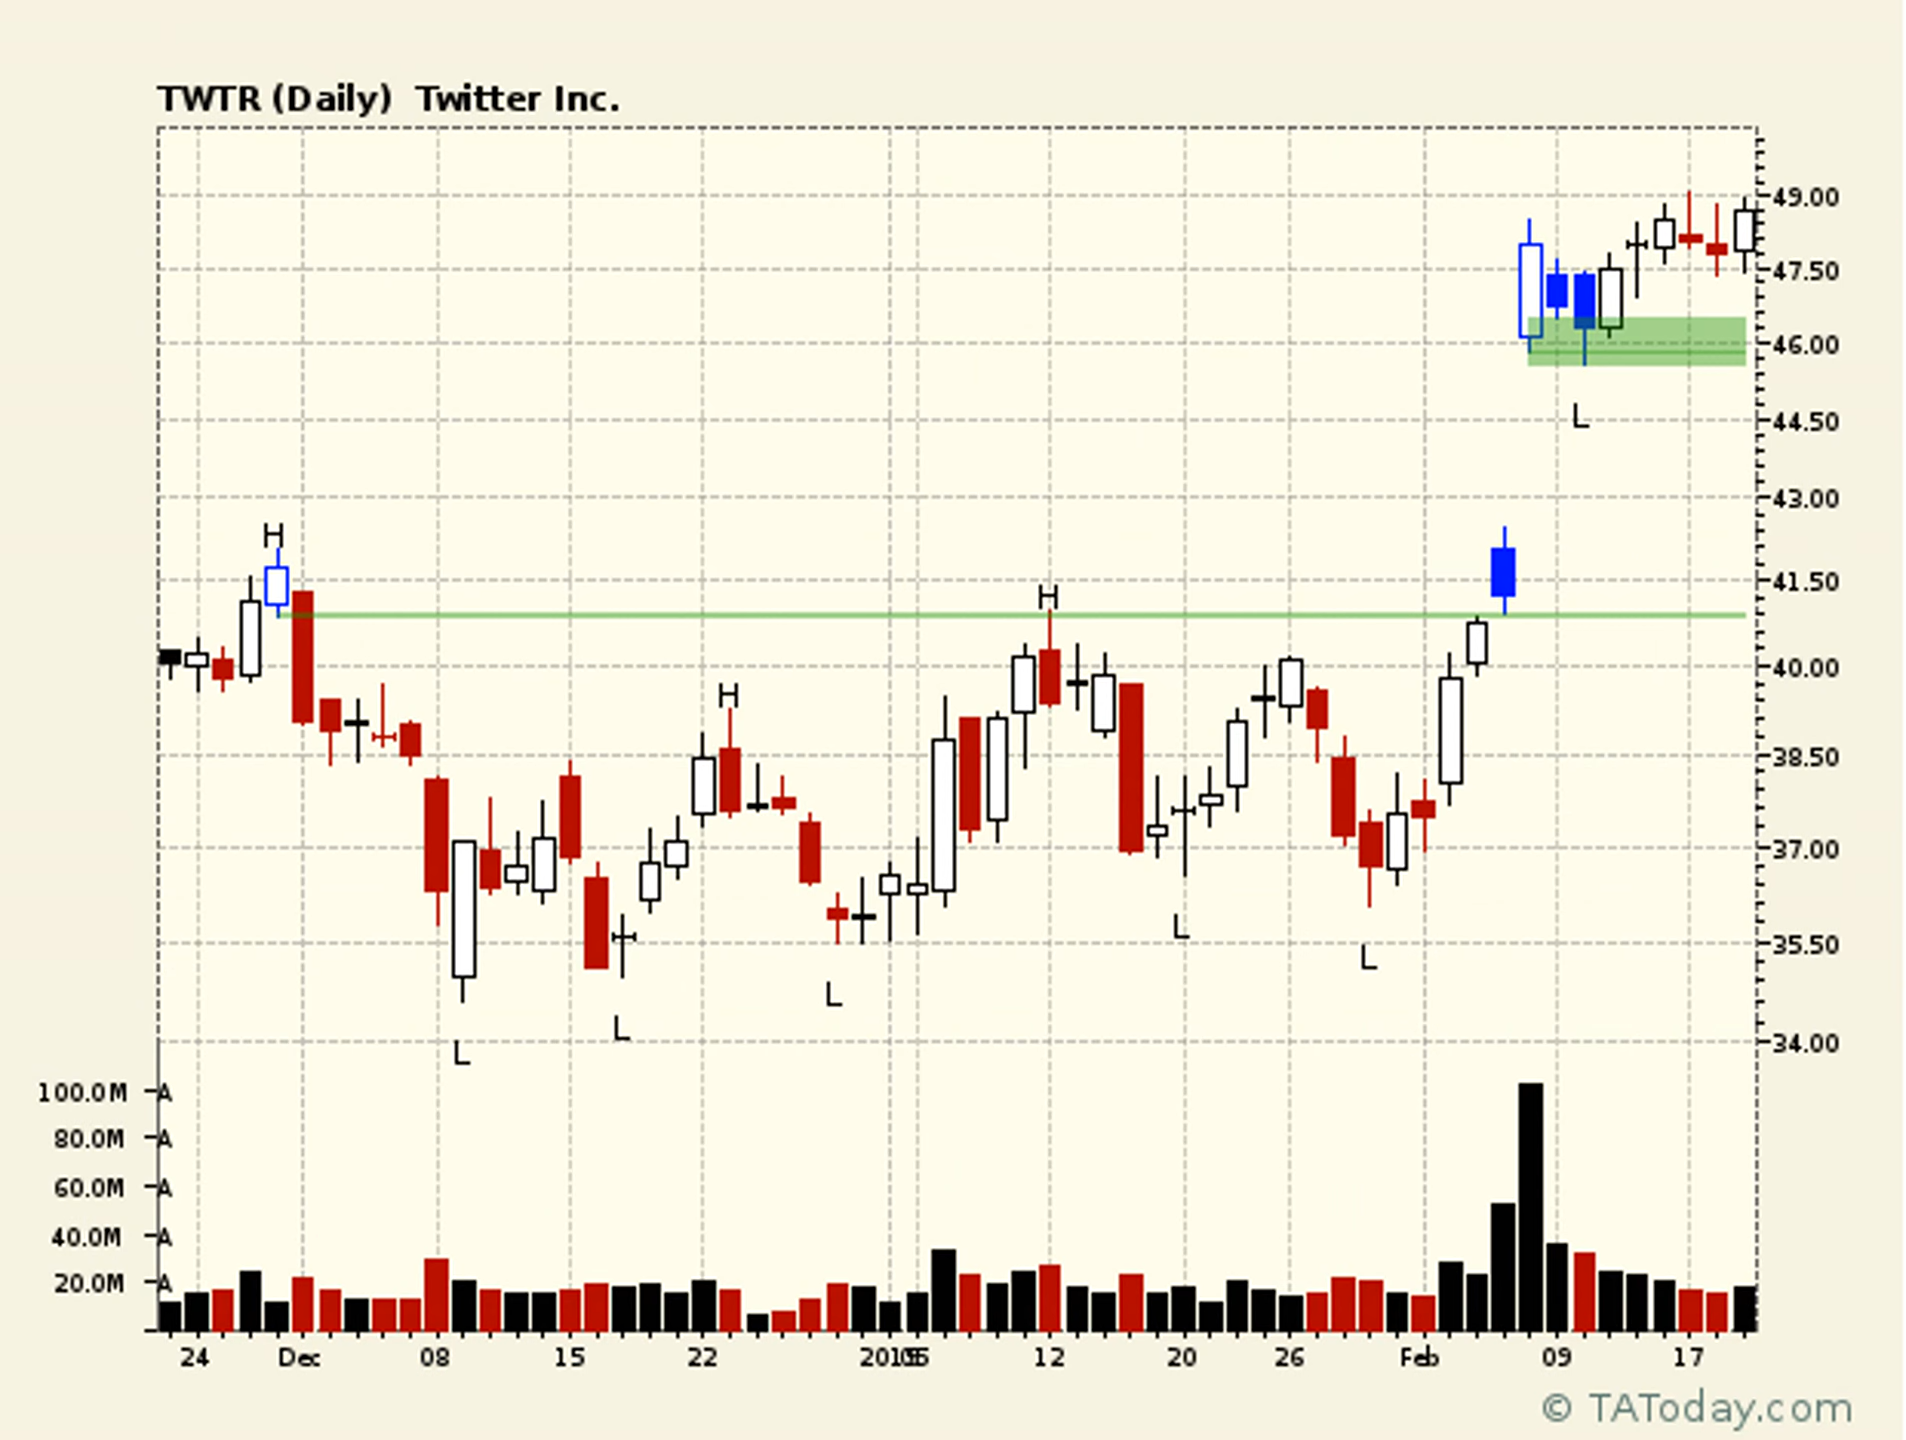 TWTR (Daily) Twitter Inc.
49.00
47.50
46.00
L
44.50
43.00
H
41.50
H
40.00
H
38.50
37.00
L
35.50
L
L
L
34.00
L
100.0M A
80.0M A
60.0M A
40.0M A
20.0M A
24 Dec 08 15 22 2015 05 12 20 26 Feb 09 17
© TAToday.com